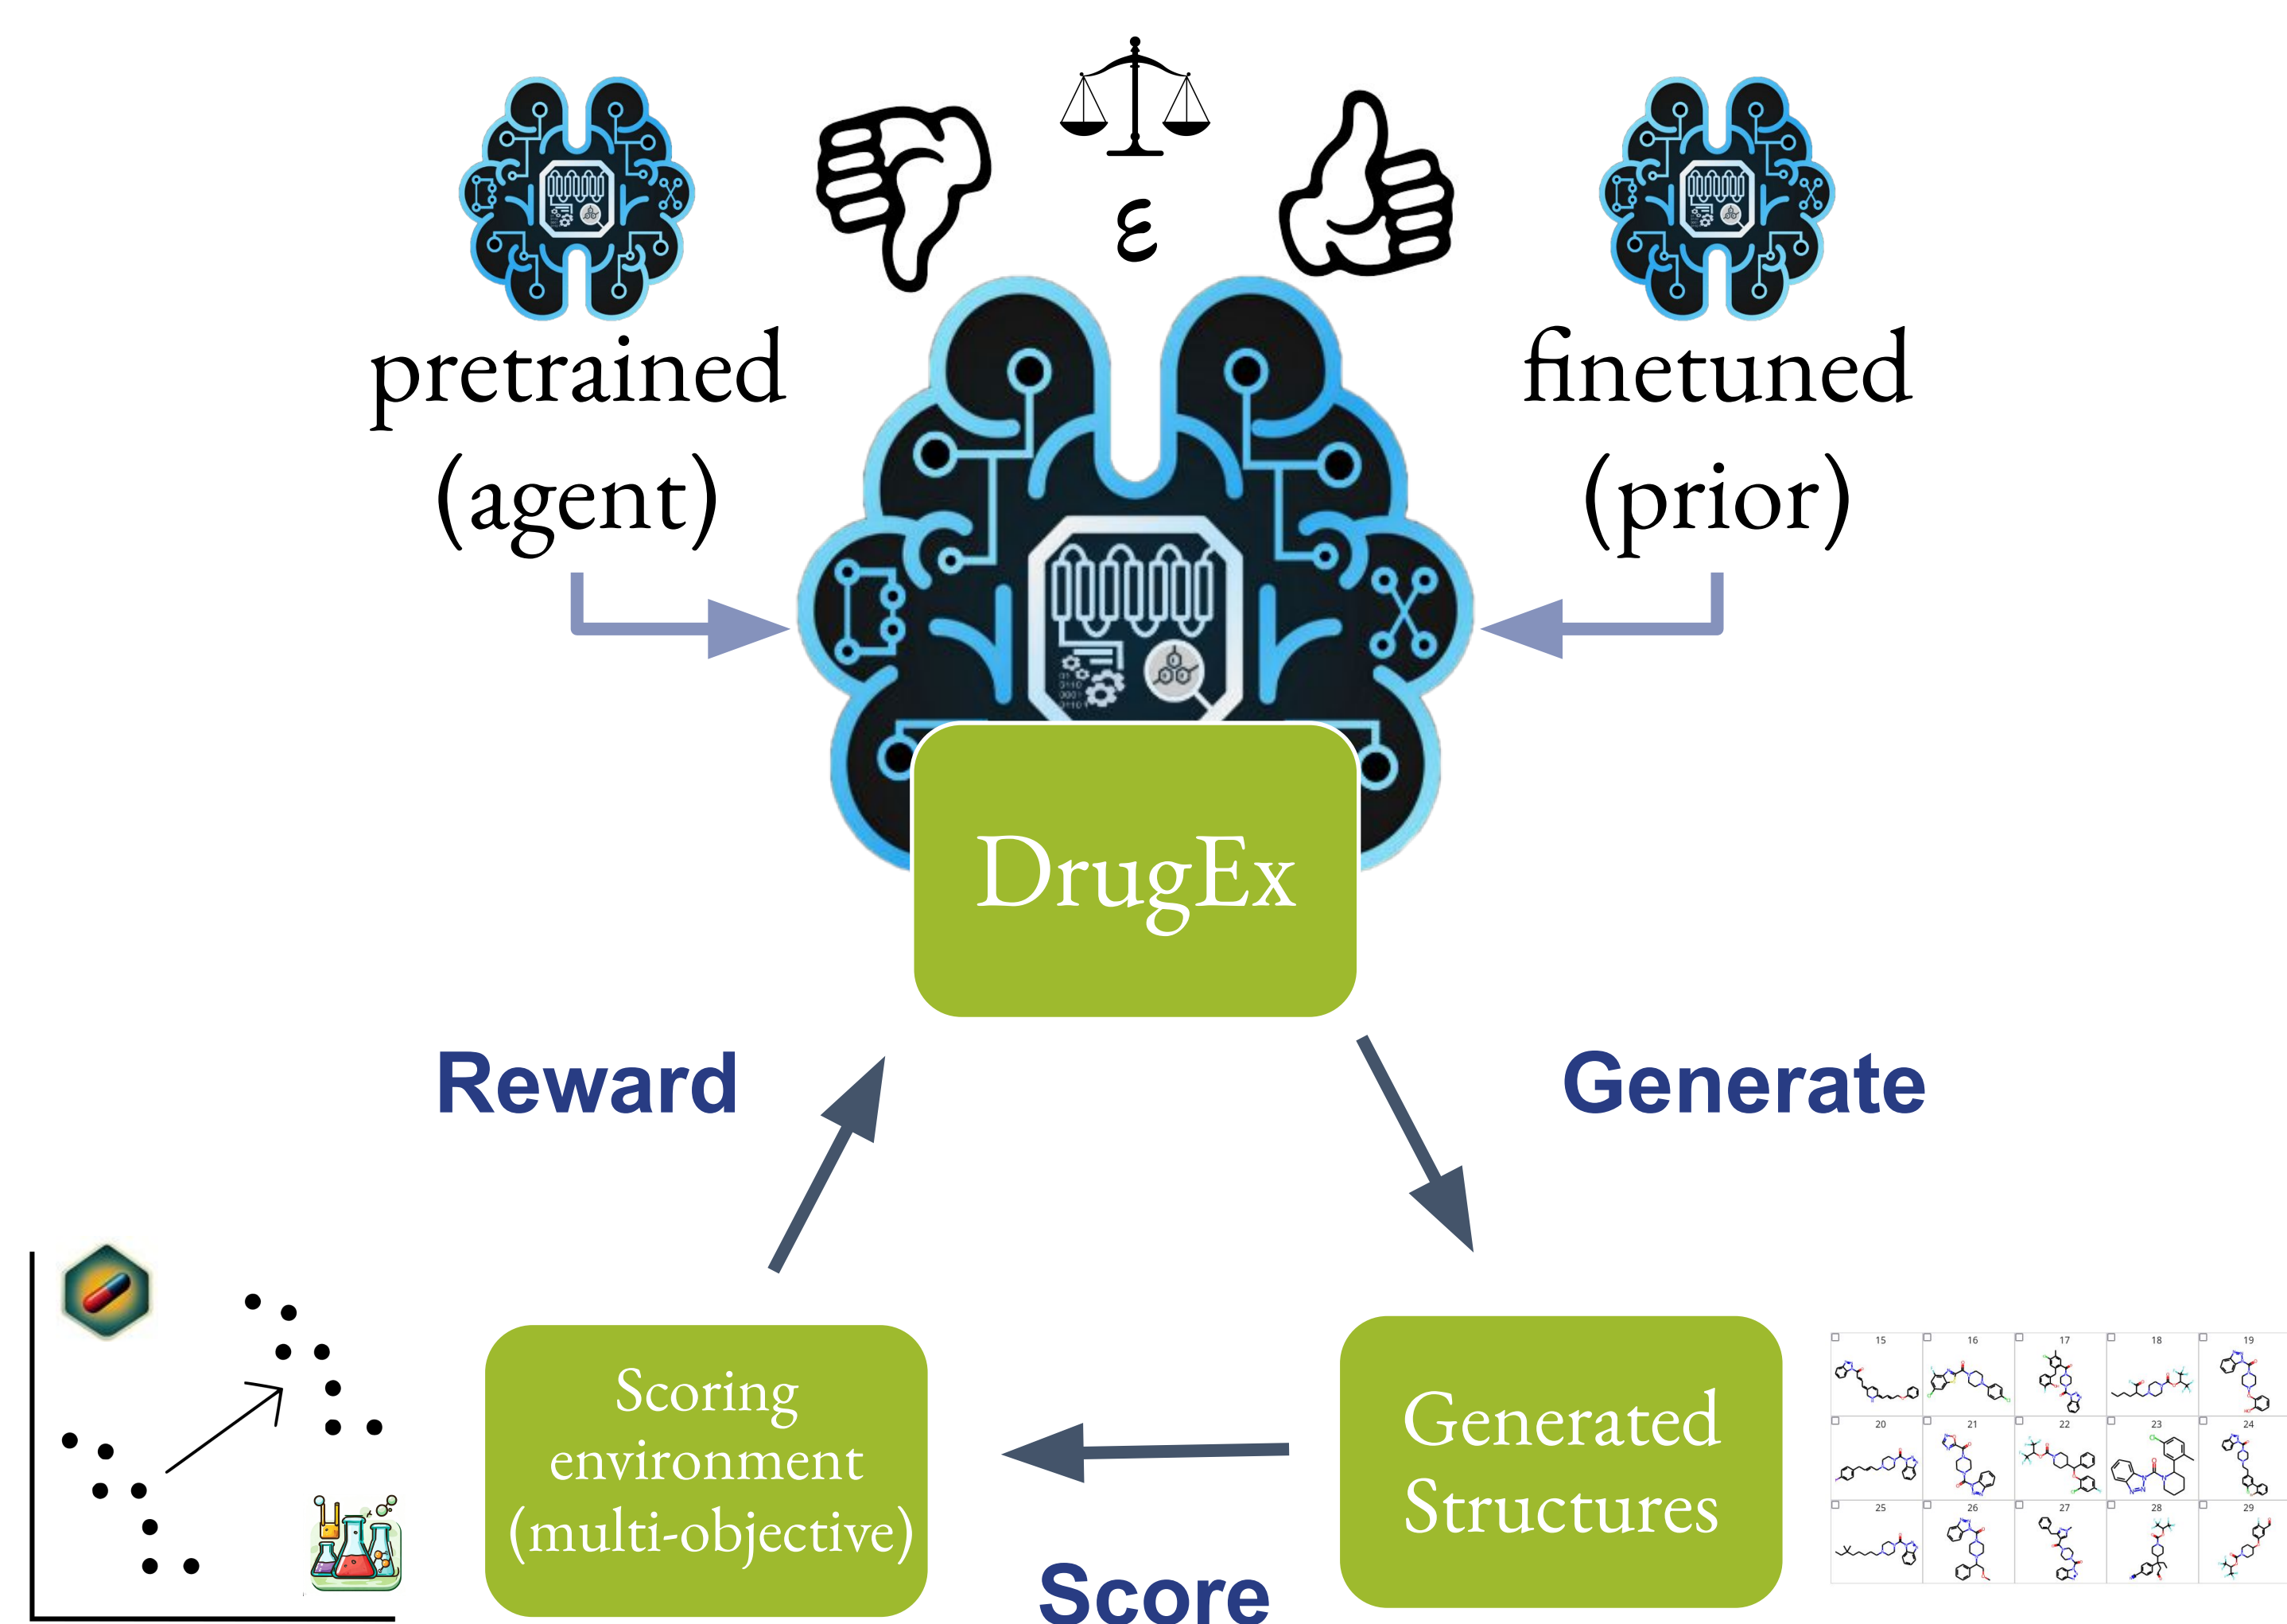 ε
pretrained
(agent)
finetuned
(prior)
DrugEx
Reward
Generate
Scoring
environment
(multi-objective)
Generated
Structures
Score
15 16 17 18 19
20 21 22 23 24
25 26 27 28 29